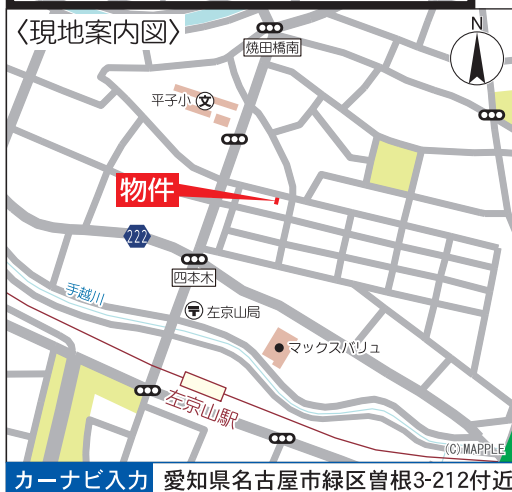 〈現地案内図〉
N
焼田橋南
平子小 文
物件
222
四本木
手越川
〒 左京山局
マックスバリュ
左京山駅
(C)MAPPLE
カーナビ入力 愛知県名古屋市緑区曽根3-212付近